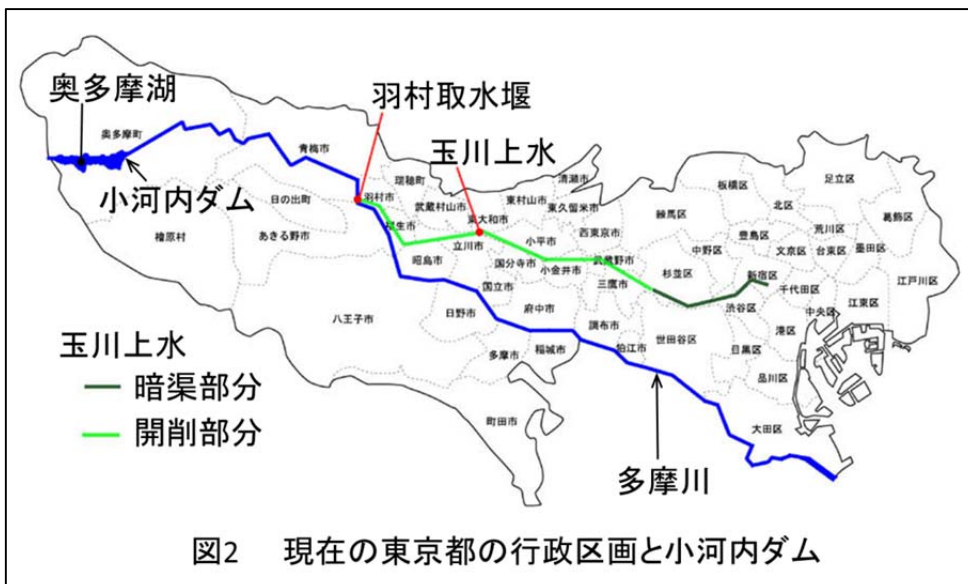 奥多摩湖
羽村取水堰
玉川上水
小河内ダム
奥多摩町
青梅市
瑞穂町
清瀬市
羽村市
武蔵村山市
東村山市
東久留米市
東大和市
日の出町
福生市
檜原村
あきる野市
立川市
小平市
西東京市
昭島市
国分寺市
小金井市
武蔵野市
三鷹市
国立市
府中市
八王子市
日野市
調布市
狛江市
多摩市
稲城市
町田市
板橋区
足立区
北区
練馬区
豊島区
荒川区
葛飾区
中野区
文京区
台東区
墨田区
杉並区
新宿区
千代田区
江戸川区
渋谷区
中央区
江東区
世田谷区
目黒区
港区
品川区
大田区
玉川上水
暗渠部分
開削部分
多摩川
図2 現在の東京都の行政区画と小河内ダム